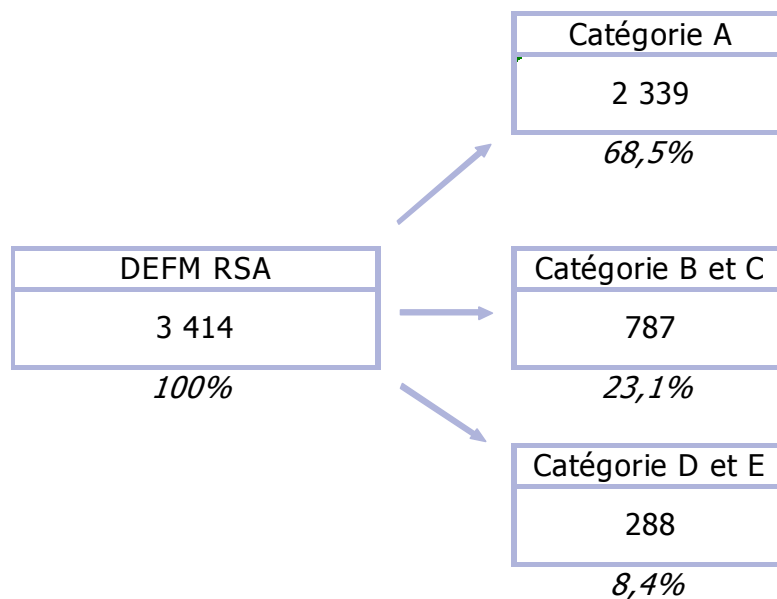 Catégorie A
2 339
68,5%
DEFM RSA
3 414
100%
Catégorie B et C
787
23,1%
Catégorie D et E
288
8,4%